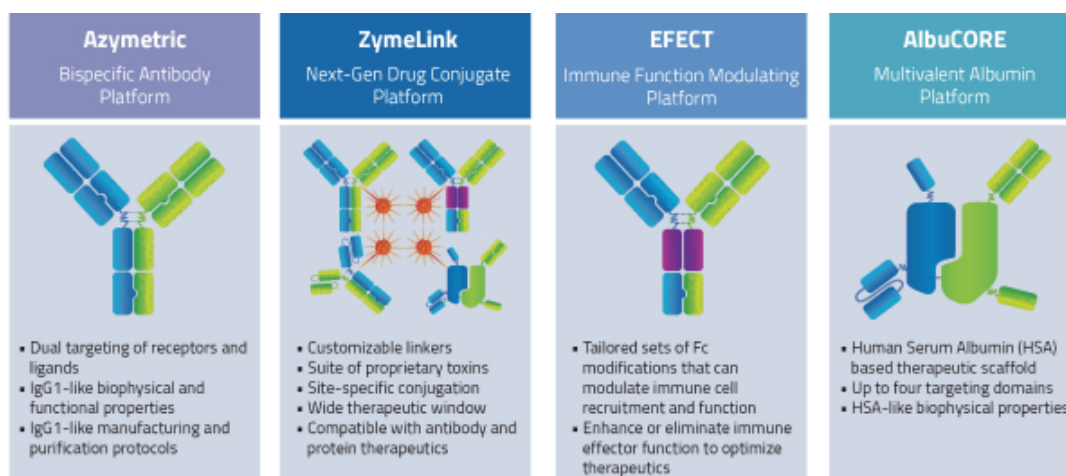 Azymetric
Bispecific Antibody
Platform
▪ Dual targeting of receptors and
ligands
▪ IgG1-like biophysical and
functional properties
▪ IgG1-like manufacturing and
purification protocols
ZymeLink
Next-Gen Drug Conjugate
Platform
▪ Customizable linkers
▪ Suite of proprietary toxins
▪ Site-specific conjugation
▪ Wide therapeutic window
▪ Compatible with antibody and
protein therapeutics
EFECT
Immune Function Modulating
Platform
▪ Tailored sets of Fc
modifications that can
modulate immune cell
recruitment and function
▪ Enhance or eliminate immune
effector function to optimize
therapeutics
AlbuCORE
Multivalent Albumin
Platform
▪ Human Serum Albumin (HSA)
based therapeutic scaffold
▪ Up to four targeting domains
▪ HSA-like biophysical properties